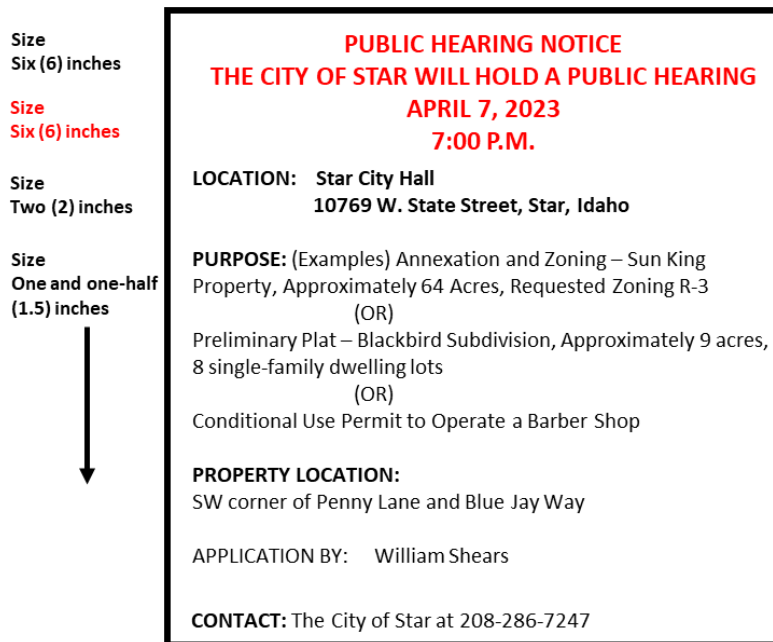 Size
Six (6) inches
Size
Six (6) inches
Size
Two (2) inches
Size
One and one-half
(1.5) inches
PUBLIC HEARING NOTICE
THE CITY OF STAR WILL HOLD A PUBLIC HEARING
APRIL 7, 2023
7:00 P.M.
LOCATION: Star City Hall
10769 W. State Street, Star, Idaho
PURPOSE: (Examples) Annexation and Zoning – Sun King
Property, Approximately 64 Acres, Requested Zoning R-3
(OR)
Preliminary Plat – Blackbird Subdivision, Approximately 9 acres,
8 single-family dwelling lots
(OR)
Conditional Use Permit to Operate a Barber Shop
PROPERTY LOCATION:
SW corner of Penny Lane and Blue Jay Way
APPLICATION BY: William Shears
CONTACT: The City of Star at 208-286-7247